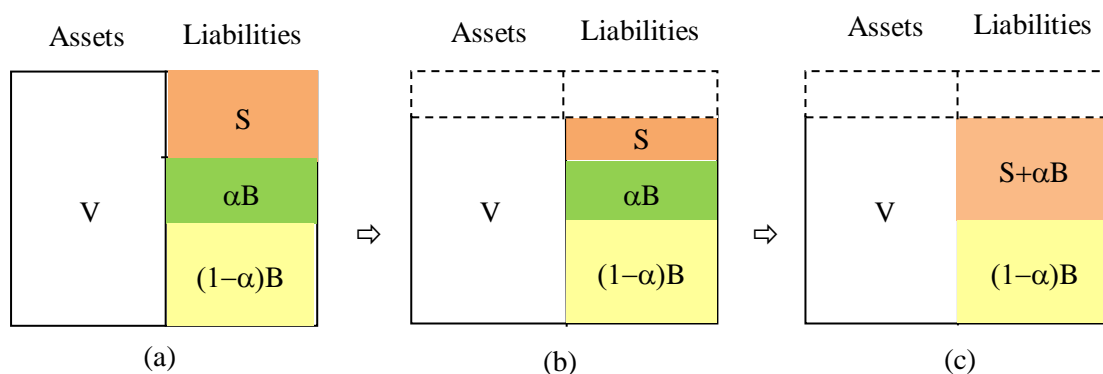 Assets Liabilities
S
αB
V
(1−α)B
(a)
⇨
Assets Liabilities
S
αB
V
(1−α)B
(b)
⇨
Assets Liabilities
S+αB
V
(1−α)B
(c)